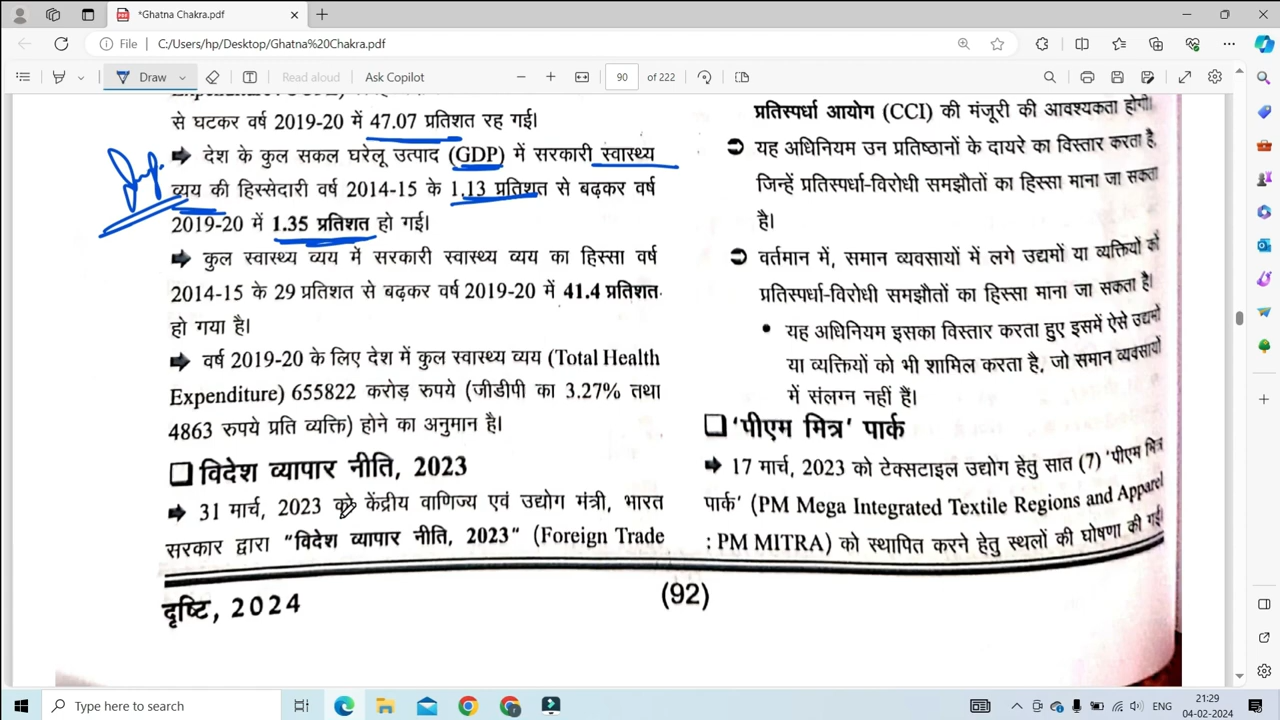 *Ghatna Chakra.pdf
File
C:/Users/hp/Desktop/Ghatna%20Chakra.pdf
Draw
Read aloud
Ask Copilot
90
of 222
से घटकर वर्ष 2019-20 में 47.07 प्रतिशत रह गई।
देश के कुल सकल घरेलू उत्पाद (GDP) में सरकारी स्वास्थ्य
व्यय की हिस्सेदारी वर्ष 2014-15 के 1.13 प्रतिशत से बढ़कर वर्ष
2019-20 में 1.35 प्रतिशत हो गई।
कुल स्वास्थ्य व्यय में सरकारी स्वास्थ्य व्यय का हिस्सा वर्ष
2014-15 के 29 प्रतिशत से बढ़कर वर्ष 2019-20 में 41.4 प्रतिशत
हो गया है।
वर्ष 2019-20 के लिए देश में कुल स्वास्थ्य व्यय (Total Health
Expenditure) 655822 करोड़ रुपये (जीडीपी का 3.27% तथा
4863 रुपये प्रति व्यक्ति) होने का अनुमान है।
विदेश व्यापार नीति, 2023
31 मार्च, 2023 को केंद्रीय वाणिज्य एवं उद्योग मंत्री, भारत
सरकार द्वारा “विदेश व्यापार नीति, 2023” (Foreign Trade
प्रतिस्पर्धा आयोग (CCI) की मंजूरी की आवश्यकता होगी।
यह अधिनियम उन प्रतिष्ठानों के दायरे का विस्तार करता है,
जिन्हें प्रतिस्पर्धा-विरोधी समझौतों का हिस्सा माना जा सकता
है।
वर्तमान में, समान व्यवसायों में लगे उद्यमों या व्यक्तियों को
प्रतिस्पर्धा-विरोधी समझौतों का हिस्सा माना जा सकता है।
• यह अधिनियम इसका विस्तार करता हुए इसमें ऐसे उद्यमों
या व्यक्तियों को भी शामिल करता है, जो समान व्यवसायों
में संलग्न नहीं हैं।
‘पीएम मित्र’ पार्क
17 मार्च, 2023 को टेक्सटाइल उद्योग हेतु सात (7) ‘पीएम मित्र
पार्क’ (PM Mega Integrated Textile Regions and Apparel
: PM MITRA) को स्थापित करने हेतु स्थलों की घोषणा की गई।
दृष्टि, 2024
(92)
Type here to search
ENG
21:29
04-02-2024